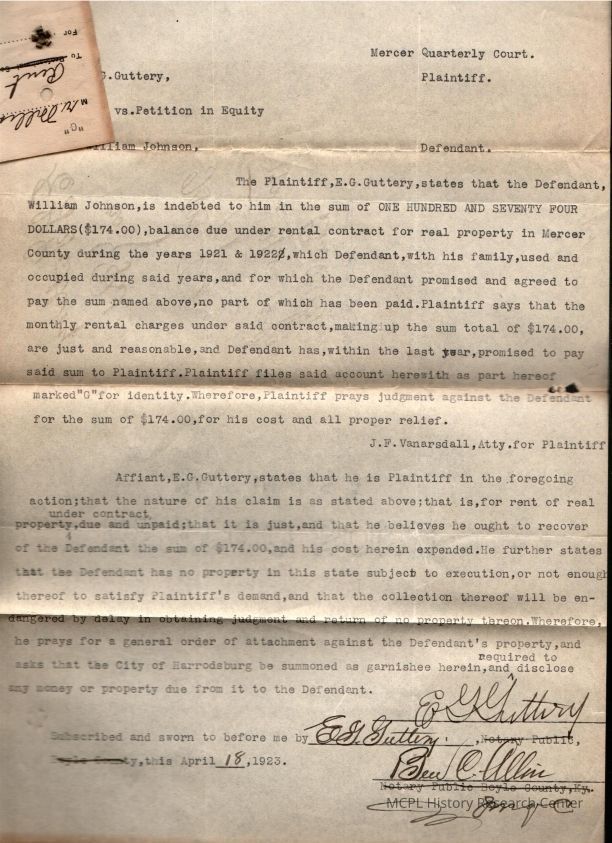 Mercer Quarterly Court.
G.Guttery, Plaintiff.
vs.Petition in Equity
William Johnson, Defendant.
The Plaintiff,E.G.Guttery,states that the Defendant,
William Johnson,is indebted to him in the sum of ONE HUNDRED AND SEVENTY FOUR
DOLLARS($174.00),balance due under rental contract for real property in Mercer
County during the years 1921 & 1922,which Defendant,with his family,used and
occupied during said years,and for which the Defendant promised and agreed to
pay the sum named above,no part of which has been paid.Plaintiff says that the
monthly rental charges under said contract,making up the sum total of $174.00,
are just and reasonable,and Defendant has,within the last year,promised to pay
said sum to Plaintiff.Plaintiff files said account herewith as part hereof
marked"G"for identity.Wherefore,Plaintiff prays judgment against the Defendant
for the sum of $174.00,for his cost and all proper relief.
J.F.Vanarsdall,Atty.for Plaintiff
Affiant,E.G.Guttery,states that he is Plaintiff in the foregoing
action;that the nature of his claim is as stated above;that is,for rent of real
under contract
property,due and unpaid;that it is just,and that he believes he ought to recover
of the Defendant the sum of $174.00,and his cost herein expended.He further states
that the Defendant has no property in this state subject to execution,or not enough
thereof to satisfy Plaintiff's demand,and that the collection thereof will be en-
dangered by delay in obtaining judgment and return of no property tereon.Wherefore,
he prays for a general order of attachment against the Defendant's property,and
required to
asks that the City of Harrodsburg be summoned as garnishee herein,and disclose
any money or property due from it to the Defendant.
E G Guttery
Subscribed and sworn to before me by E.G. Guttery, Notary Public,
Boyle County,this April 18,1923.
Ben C. Allin
Notary Public Boyle County,Ky.
MCPL History Research Center
"G"
M
Rent
To
For